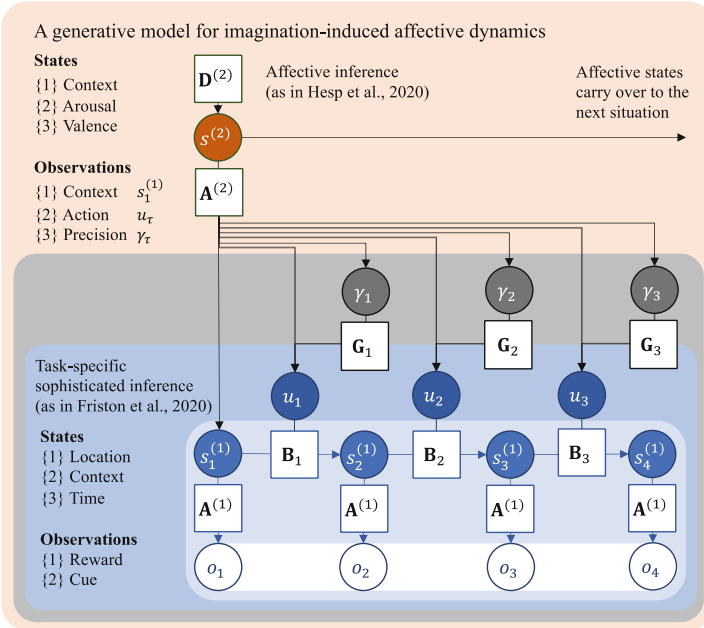 A generative model for imagination-induced affective dynamics
States
{1} Context
{2} Arousal
{3} Valence
D⁽²⁾
Affective inference
(as in Hesp et al., 2020)
Affective states
carry over to the
next situation
s⁽²⁾
Observations
{1} Context s₁⁽¹⁾
{2} Action u_τ
{3} Precision γ_τ
A⁽²⁾
γ₁ γ₂ γ₃
G₁ G₂ G₃
Task-specific
sophisticated inference
(as in Friston et al., 2020)
u₁ u₂ u₃
States
{1} Location
{2} Context
{3} Time
s₁⁽¹⁾ B₁ s₂⁽¹⁾ B₂ s₃⁽¹⁾ B₃ s₄⁽¹⁾
A⁽¹⁾ A⁽¹⁾ A⁽¹⁾ A⁽¹⁾
Observations
{1} Reward
{2} Cue
o₁ o₂ o₃ o₄